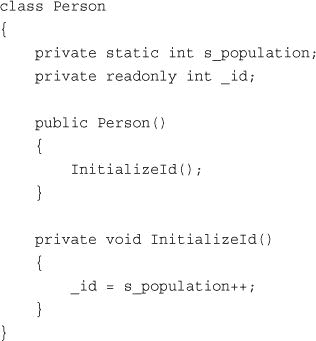 class Person
{
    private static int s_population;
    private readonly int _id;

    public Person()
    {
        InitializeId();
    }

    private void InitializeId()
    {
        _id = s_population++;
    }
}